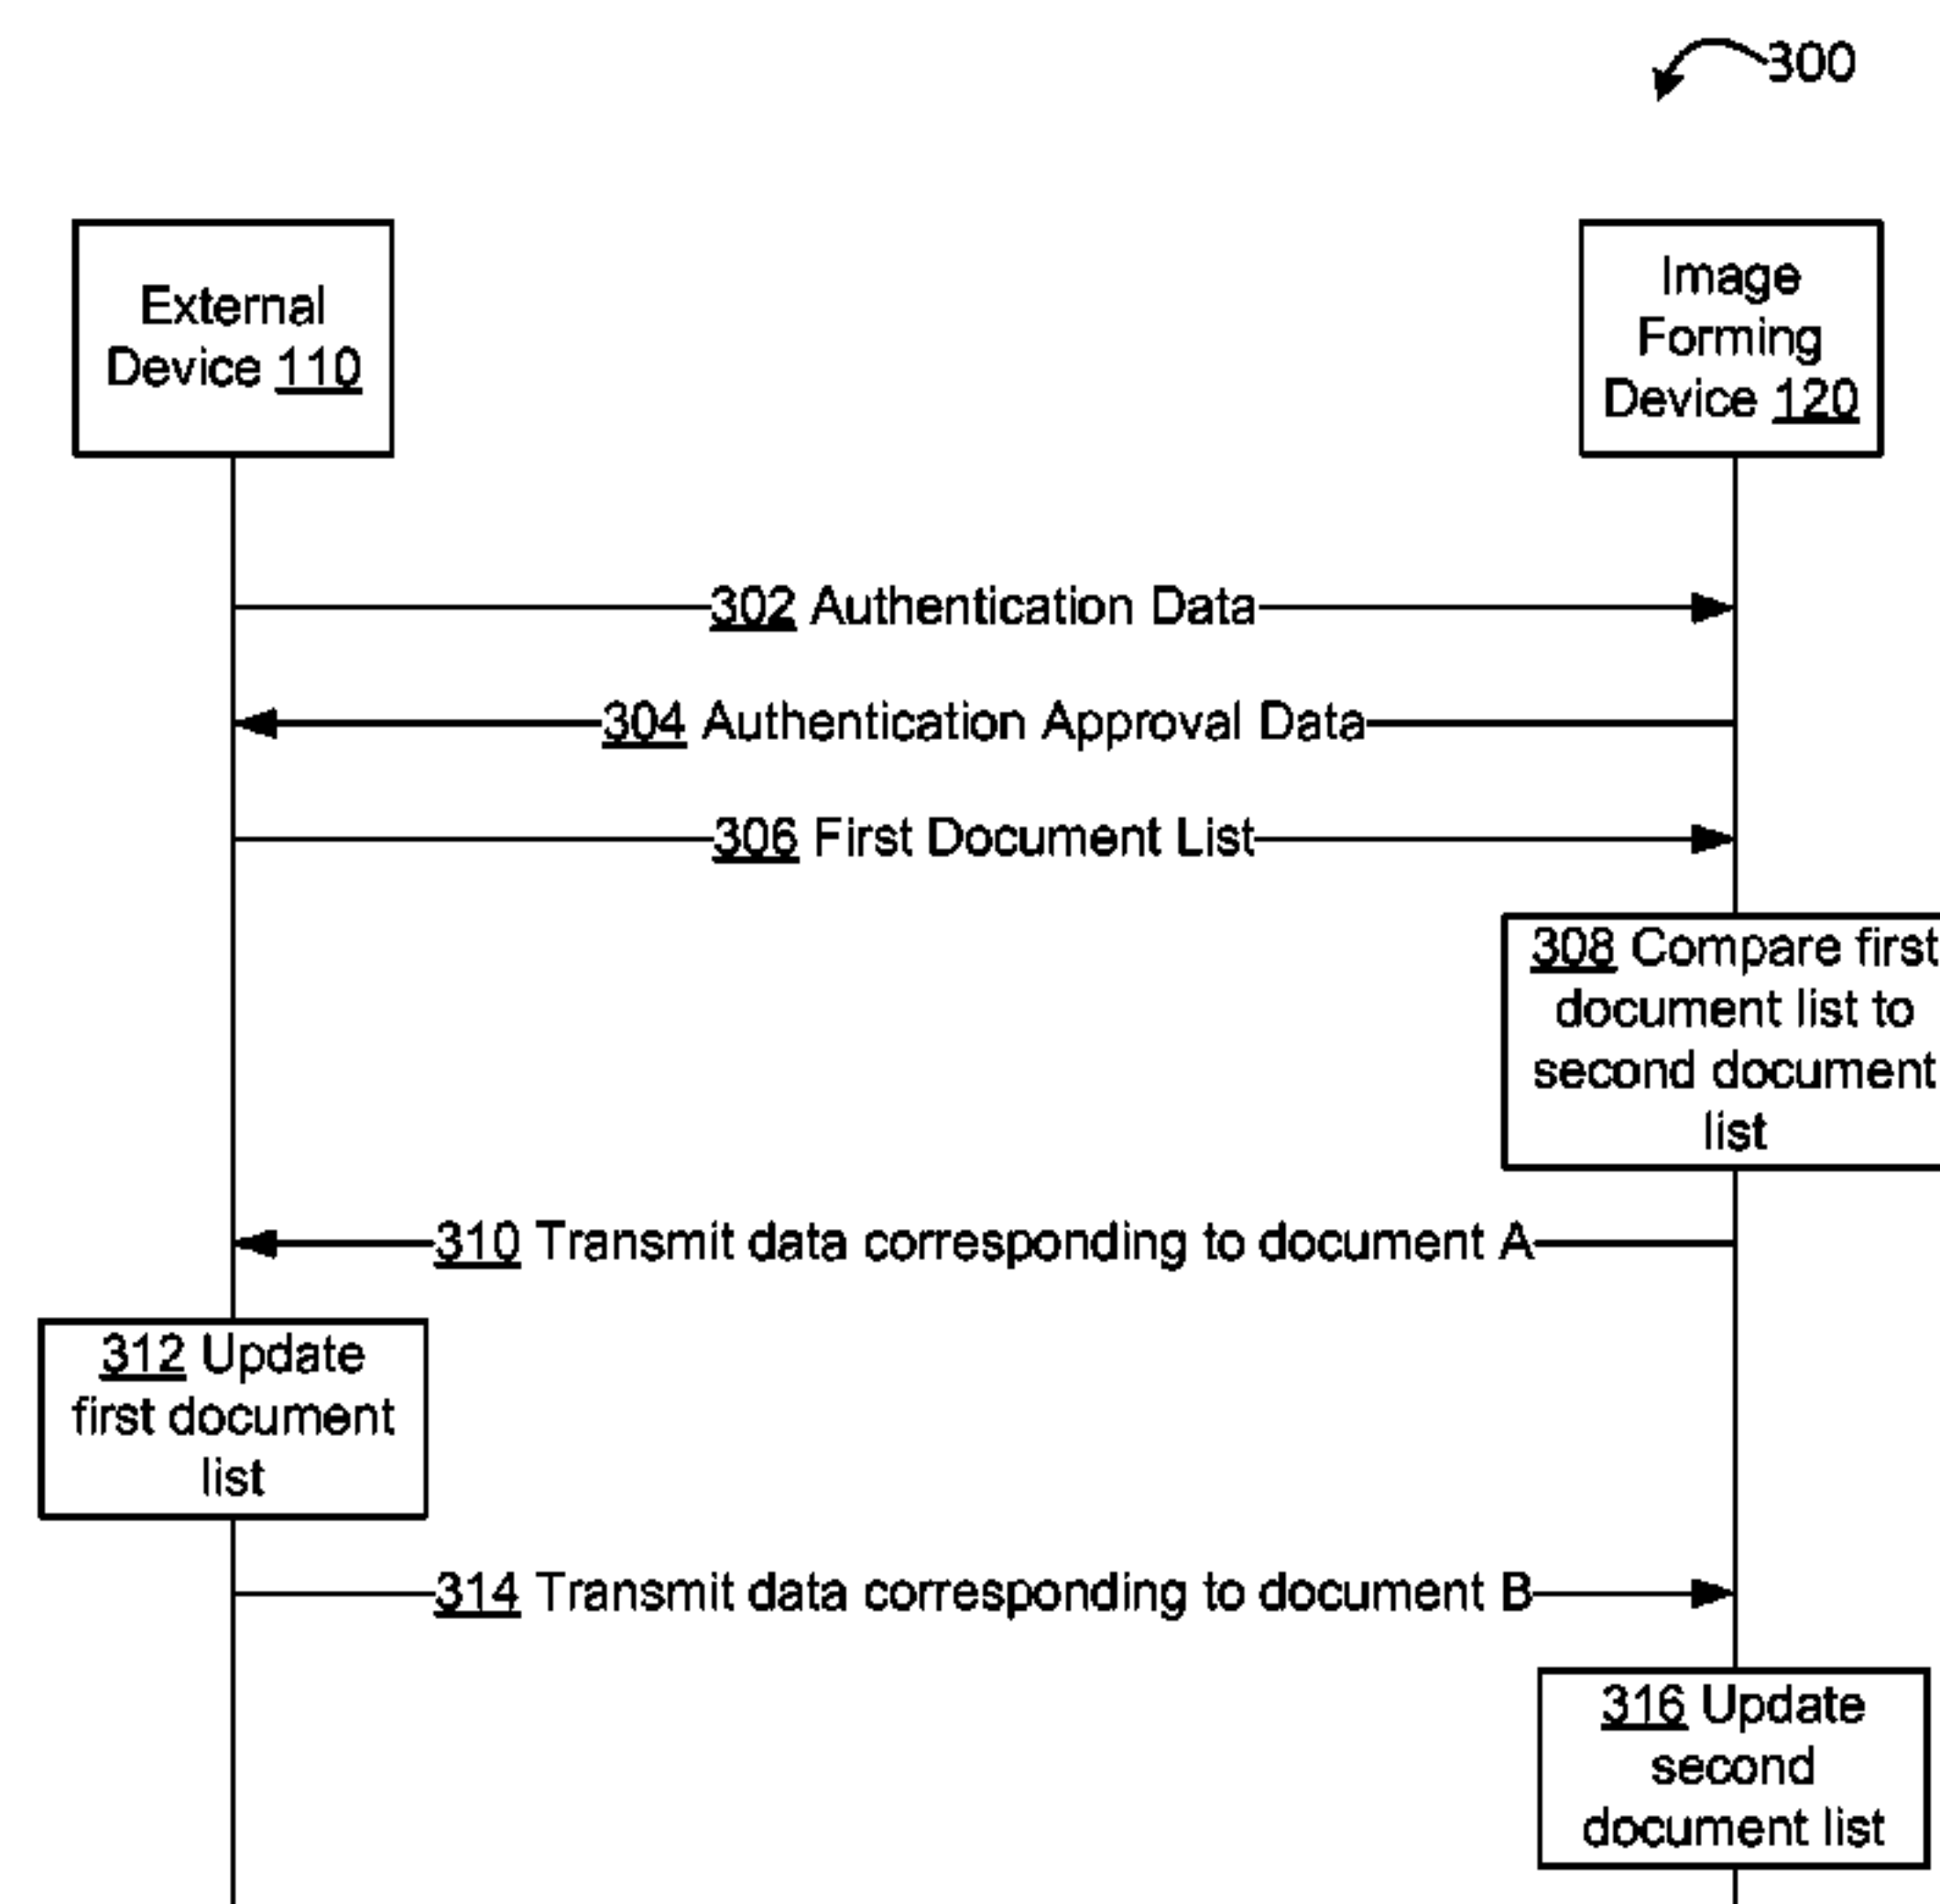 300
External
Device 110
Image
Forming
Device 120
302 Authentication Data
304 Authentication Approval Data
306 First Document List
308 Compare first
document list to
second document
list
310 Transmit data corresponding to document A
312 Update
first document
list
314 Transmit data corresponding to document B
316 Update
second
document list